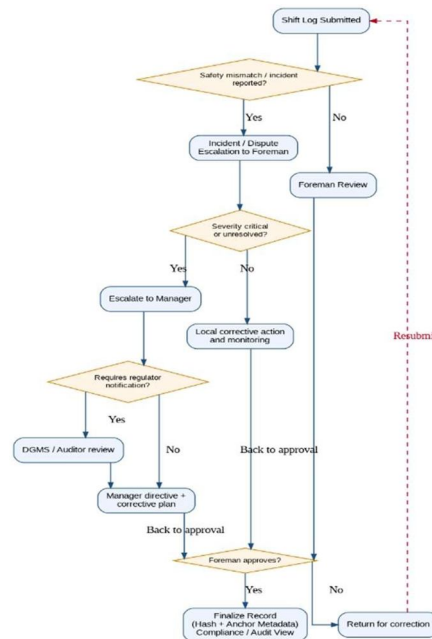 Shift Log Submitted
Safety mismatch / incident
reported?
Yes
No
Incident / Dispute
Escalation to Foreman
Foreman Review
Severity critical
or unresolved?
Yes
No
Escalate to Manager
Local corrective action
and monitoring
Resubmi
Requires regulator
notification?
Yes
No
DGMS / Auditor review
Back to approval
Manager directive +
corrective plan
Back to approval
Foreman approves?
Yes
No
Finalize Record
(Hash + Anchor Metadata)
Compliance / Audit View
Return for correction